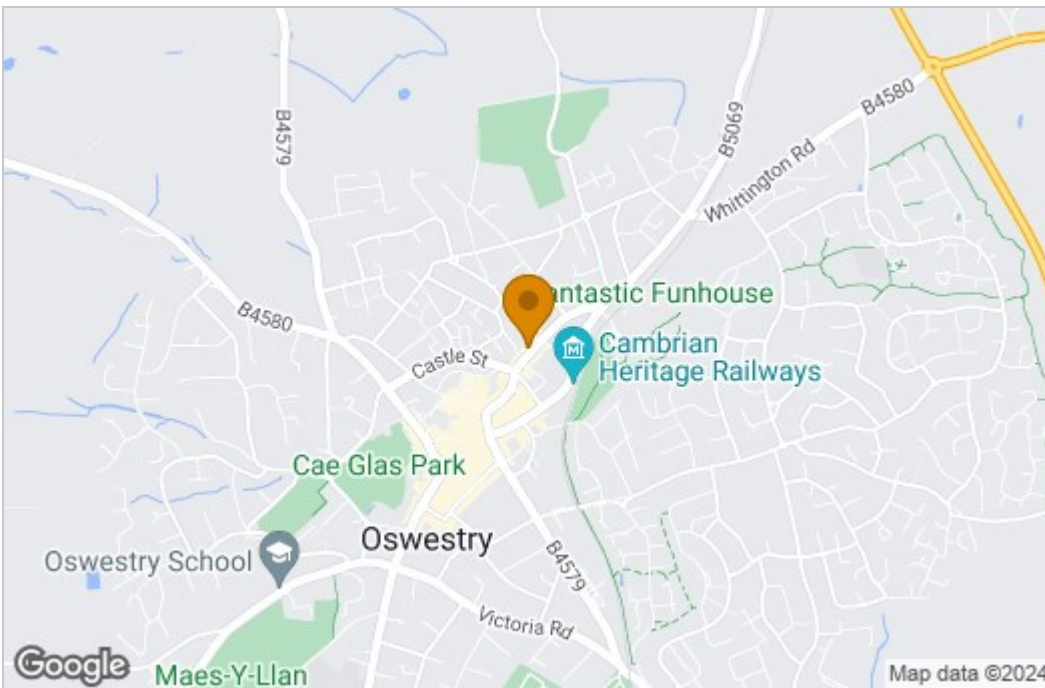 B4580
B4579
B5069
Whittington Rd
B4580
antastic Funhouse
Castle St
Cambrian
Heritage Railways
Cae Glas Park
Oswestry
Oswestry School
B4579
Victoria Rd
Maes-Y-Llan
Google
Map data ©2024